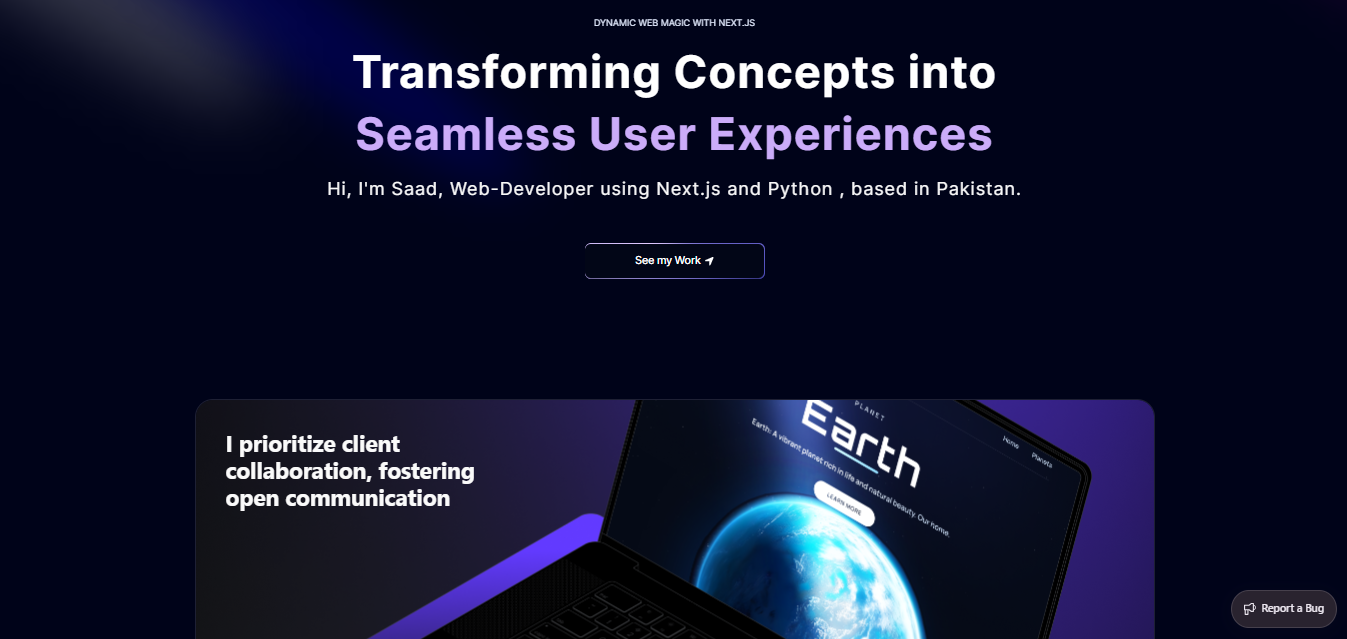 DYNAMIC WEB MAGIC WITH NEXT.JS
Transforming Concepts into
Seamless User Experiences
Hi, I'm Saad, Web-Developer using Next.js and Python , based in Pakistan.
See my Work
I prioritize client
collaboration, fostering
open communication
PLANET
Earth
Home
Planets
Earth: A vibrant planet rich in life and natural beauty. Our home.
LEARN MORE
Report a Bug